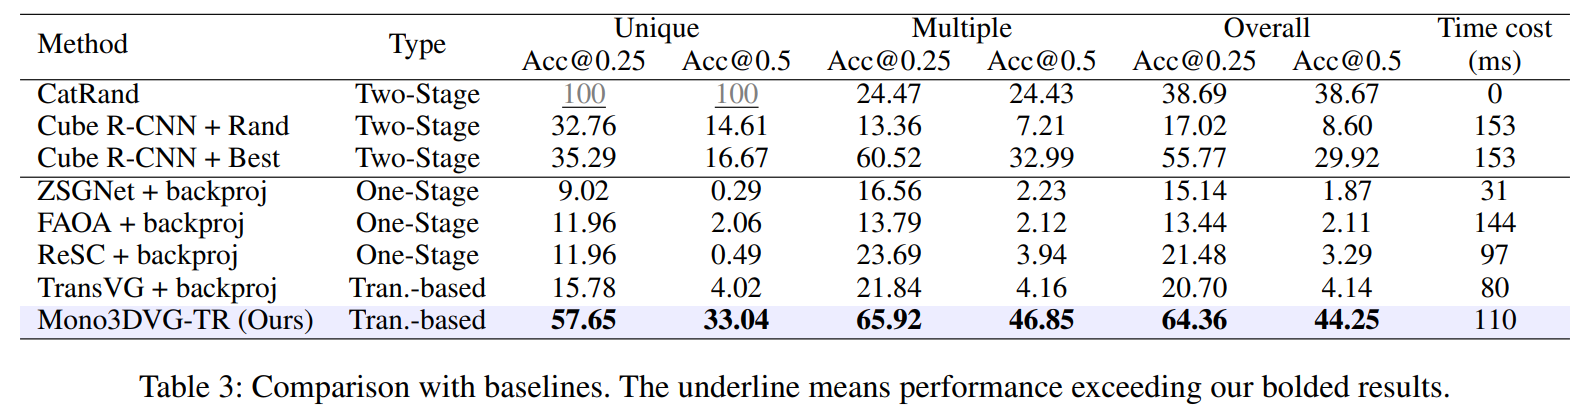 Method Type Unique Multiple Overall Time cost (ms)
Acc@0.25 Acc@0.5 Acc@0.25 Acc@0.5 Acc@0.25 Acc@0.5
CatRand Two-Stage 100 100 24.47 24.43 38.69 38.67 0
Cube R-CNN + Rand Two-Stage 32.76 14.61 13.36 7.21 17.02 8.60 153
Cube R-CNN + Best Two-Stage 35.29 16.67 60.52 32.99 55.77 29.92 153
ZSGNet + backproj One-Stage 9.02 0.29 16.56 2.23 15.14 1.87 31
FAOA + backproj One-Stage 11.96 2.06 13.79 2.12 13.44 2.11 144
ReSC + backproj One-Stage 11.96 0.49 23.69 3.94 21.48 3.29 97
TransVG + backproj Tran.-based 15.78 4.02 21.84 4.16 20.70 4.14 80
Mono3DVG-TR (Ours) Tran.-based 57.65 33.04 65.92 46.85 64.36 44.25 110
Table 3: Comparison with baselines. The underline means performance exceeding our bolded results.